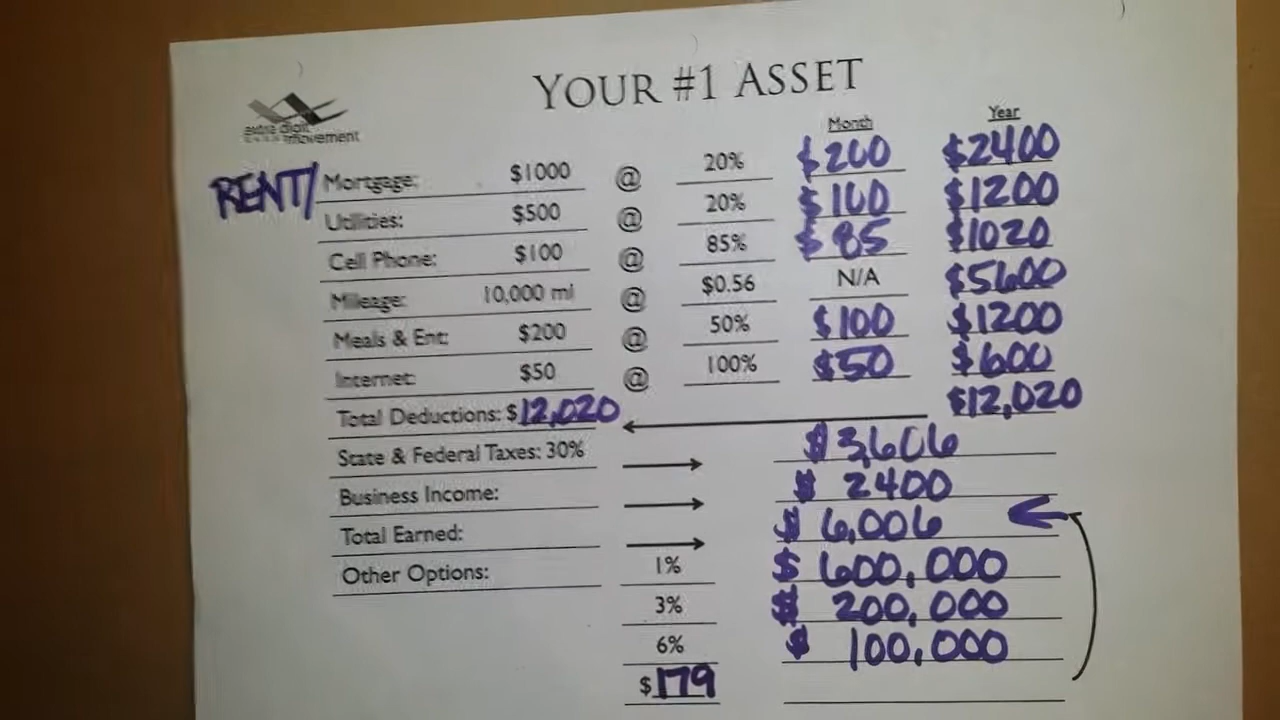 YOUR #1 ASSET
extra digit movement
Month Year
RENT/ Mortgage: $1000 @ 20% $200 $2400
Utilities: $500 @ 20% $100 $1200
Cell Phone: $100 @ 85% $85 $1020
Mileage: 10,000 mi @ $0.56 N/A $5600
Meals & Ent: $200 @ 50% $100 $1200
Internet: $50 @ 100% $50 $600
Total Deductions: $12,020 $12,020
State & Federal Taxes: 30% $3,606
Business Income: $2400
Total Earned: $6,006
Other Options: 1% $600,000
3% $200,000
6% $100,000
$179